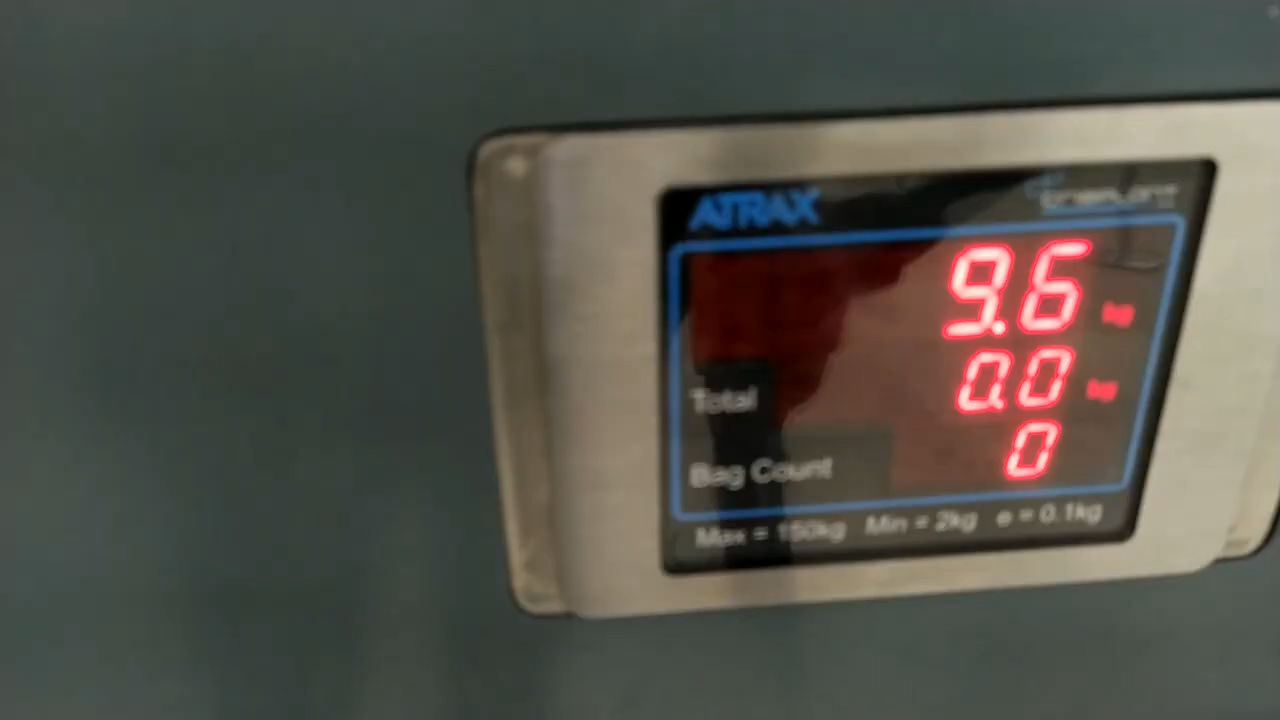 ATRAX
9.6 kg
Total 0.0 kg
Bag Count 0
Max = 150kg Min = 2kg e = 0.1kg